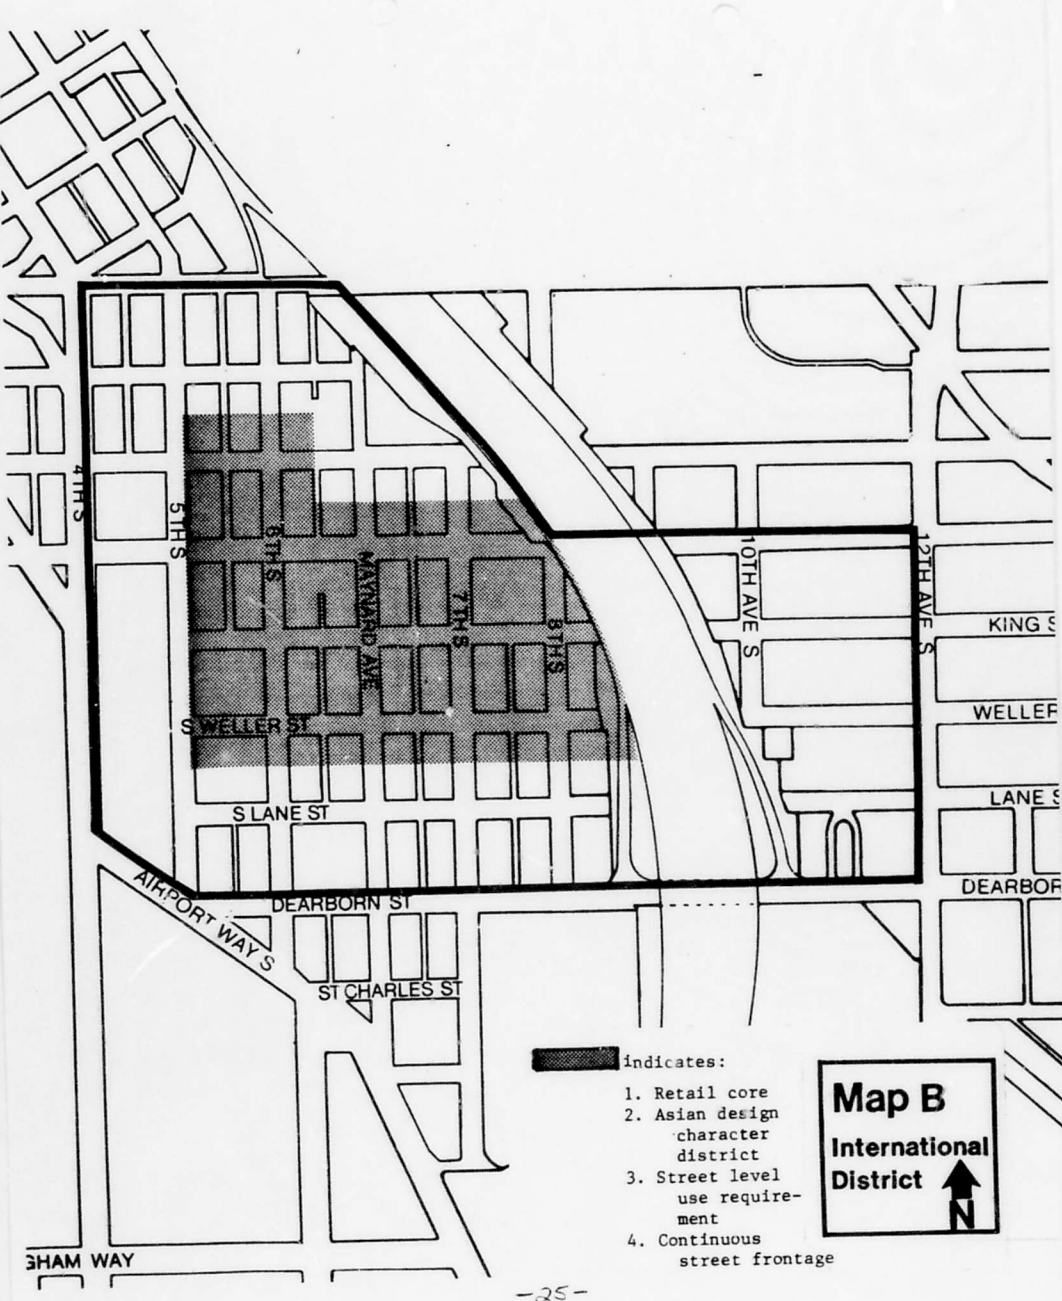 4TH S
5TH S
6TH S
MAYNARD AVE
7TH S
8TH S
10TH AVE S
12TH AVE S
KING S
S WELLER ST
WELLER
S LANE ST
LANE S
DEARBORN ST
DEARBOR
AIRPORT WAY S
ST CHARLES ST
GHAM WAY
indicates:
1. Retail core
2. Asian design
character
district
3. Street level
use require-
ment
4. Continuous
street frontage
Map B
International
District
N
-25-